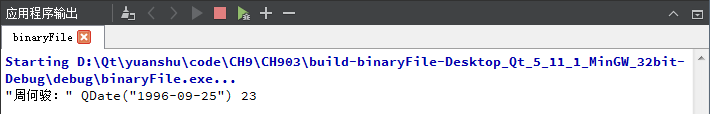 应用程序输出
binaryFile
Starting D:\Qt\yuanshu\code\CH9\CH903\build-binaryFile-Desktop_Qt_5_11_1_MinGW_32bit-
Debug\debug\binaryFile.exe...
"周何骏：" QDate("1996-09-25") 23